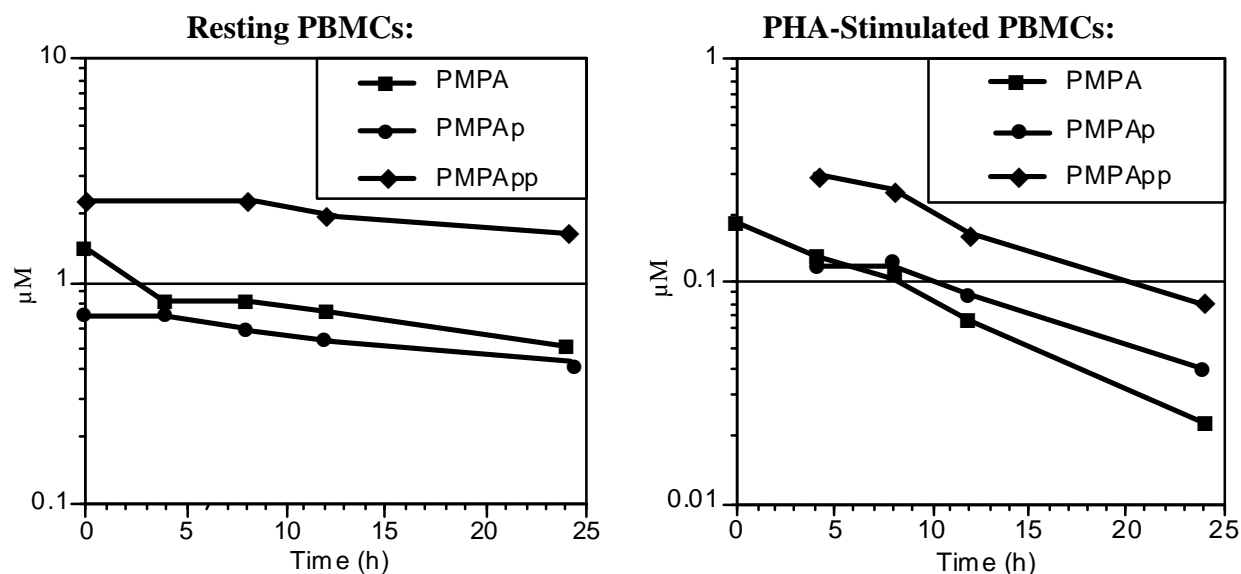 Resting PBMCs:
10
1
0.1
µM
PMPA
PMPAp
PMPApp
0 5 10 15 20 25
Time (h)
PHA-Stimulated PBMCs:
1
0.1
0.01
µM
PMPA
PMPAp
PMPApp
0 5 10 15 20 25
Time (h)